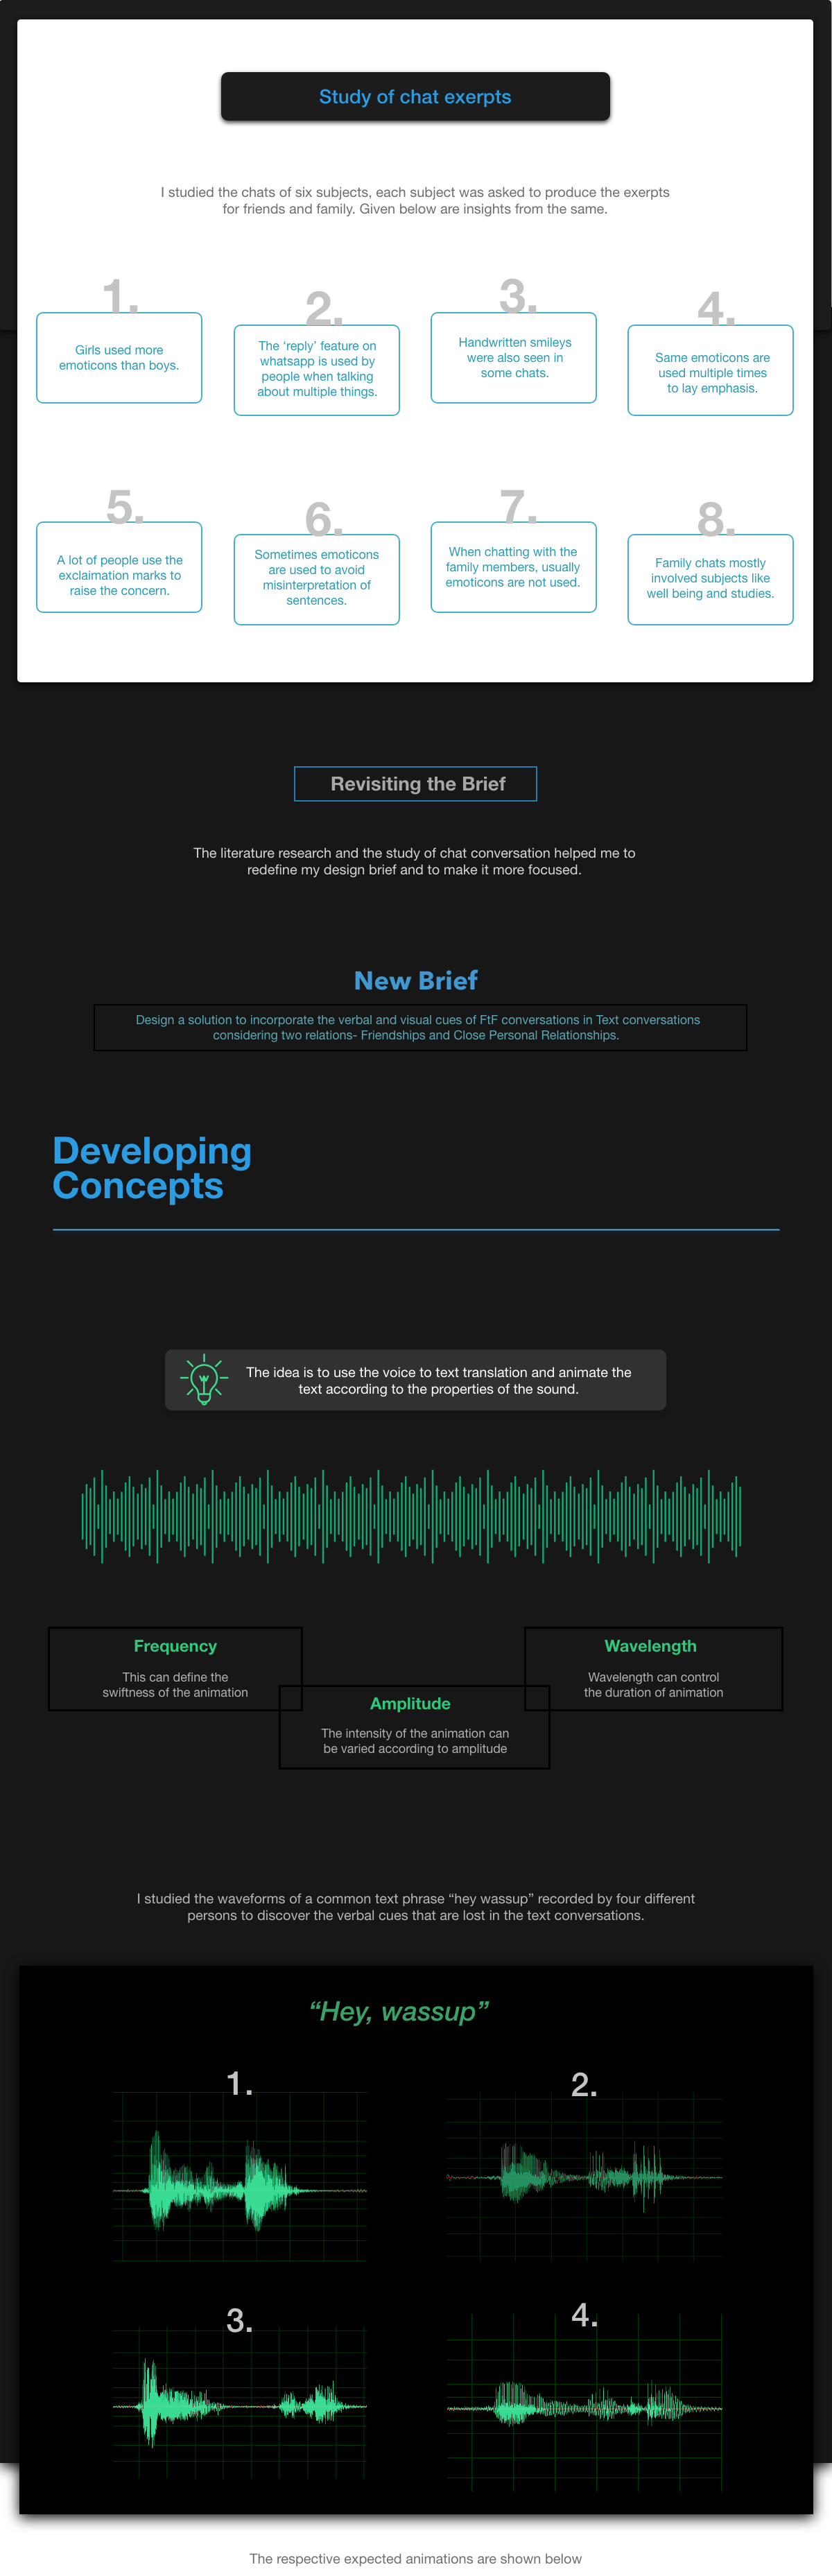 Study of chat exerpts
I studied the chats of six subjects, each subject was asked to produce the exerpts
for friends and family. Given below are insights from the same.
1.
Girls used more
emoticons than boys.
2.
The ‘reply’ feature on
whatsapp is used by
people when talking
about multiple things.
3.
Handwritten smileys
were also seen in
some chats.
4.
Same emoticons are
used multiple times
to lay emphasis.
5.
A lot of people use the
exclaimation marks to
raise the concern.
6.
Sometimes emoticons
are used to avoid
misinterpretation of
sentences.
7.
When chatting with the
family members, usually
emoticons are not used.
8.
Family chats mostly
involved subjects like
well being and studies.
Revisiting the Brief
The literature research and the study of chat conversation helped me to
redefine my design brief and to make it more focused.
New Brief
Design a solution to incorporate the verbal and visual cues of FtF conversations in Text conversations
considering two relations- Friendships and Close Personal Relationships.
Developing
Concepts
The idea is to use the voice to text translation and animate the
text according to the properties of the sound.
Frequency
This can define the
swiftness of the animation
Amplitude
The intensity of the animation can
be varied according to amplitude
Wavelength
Wavelength can control
the duration of animation
I studied the waveforms of a common text phrase “hey wassup” recorded by four different
persons to discover the verbal cues that are lost in the text conversations.
“Hey, wassup”
1.
2.
3.
4.
The respective expected animations are shown below